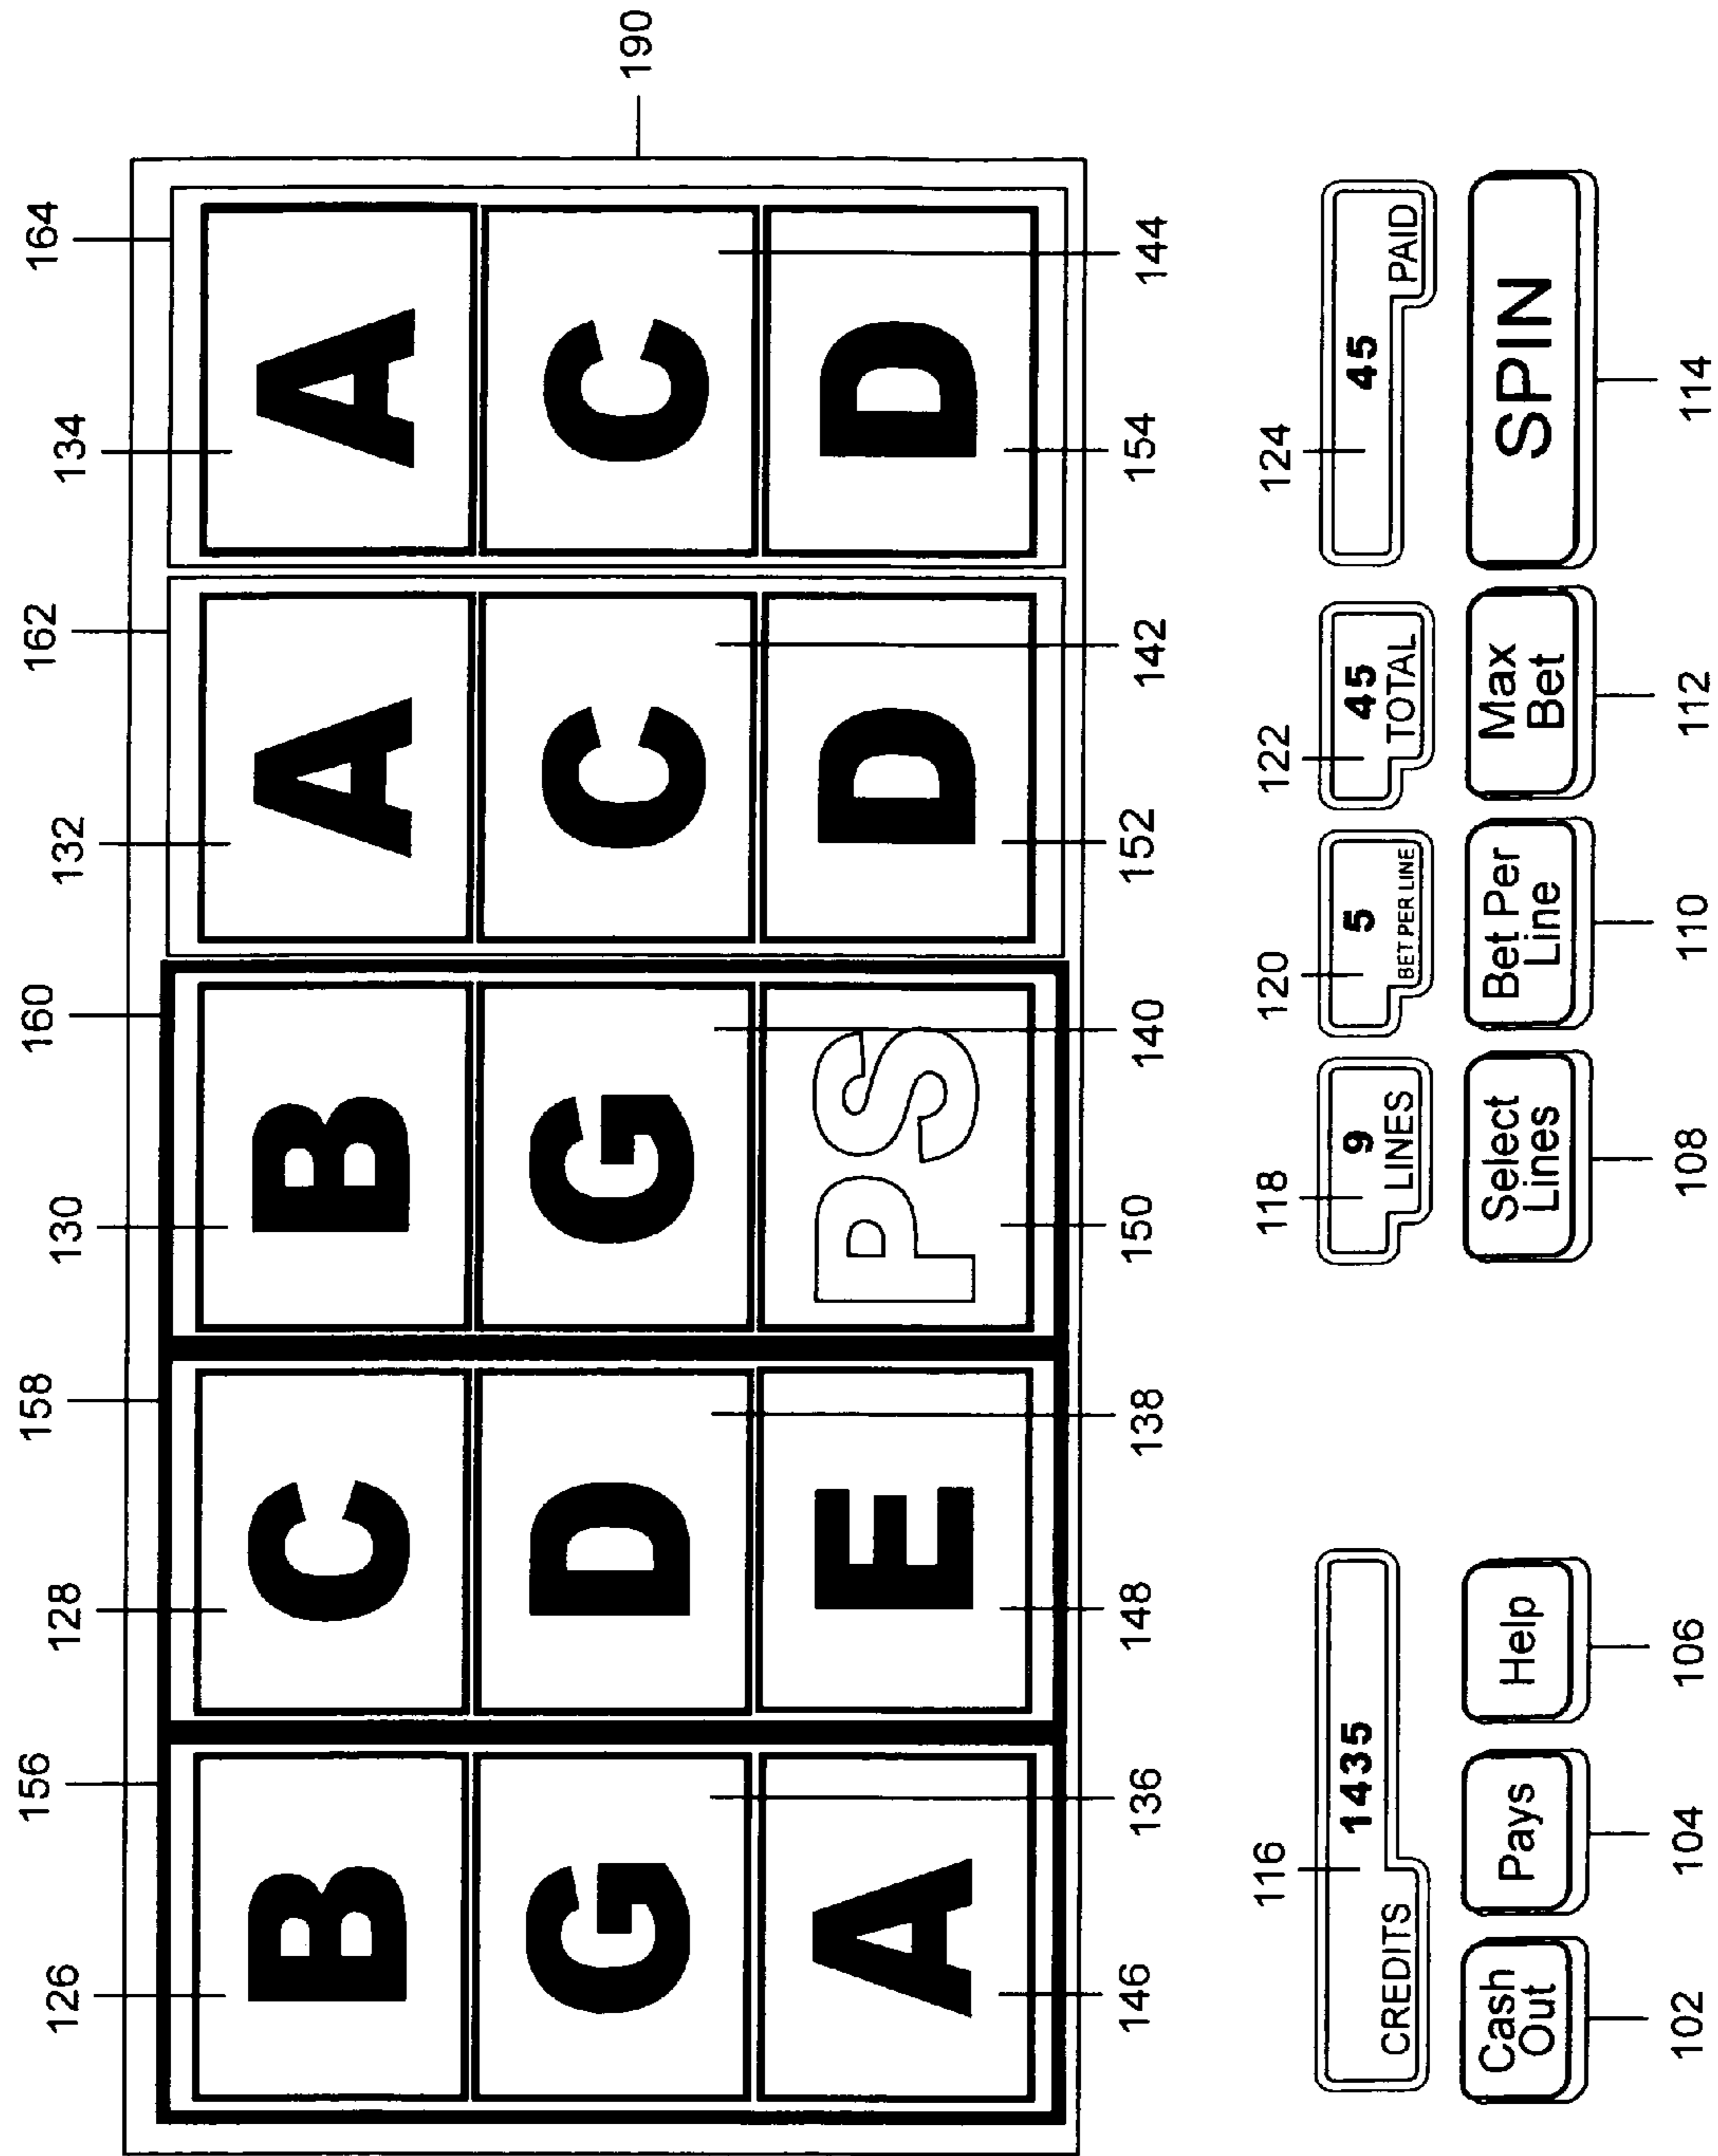 156 158 160 162 164
126 128 130 132 134
B C B A A
190
G D G C C
A E PS D D
136 138 140 142 144
146 148 150 152 154
116 118 120 122 124
1435 9 5 45 45
CREDITS LINES BET PER LINE TOTAL PAID
Cash Pays Help Select Bet Per Max SPIN
Out Lines Line Bet
102 104 106 108 110 112 114